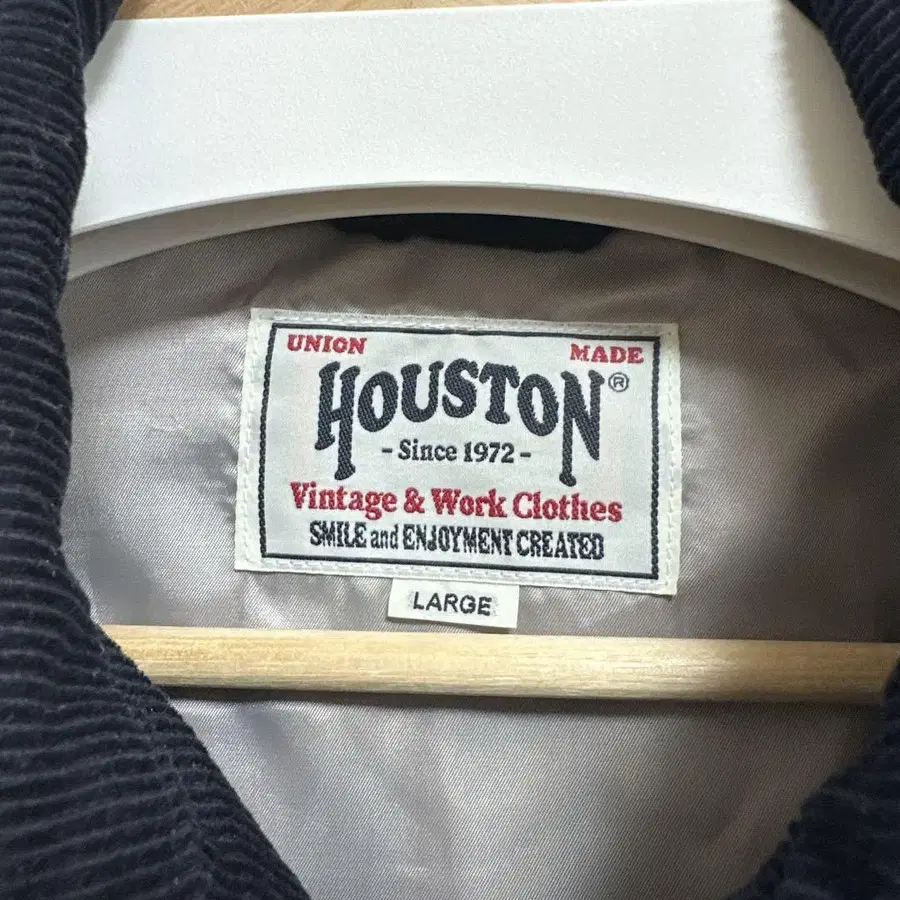 UNION MADE
HOUSTON®
- Since 1972 -
Vintage & Work Clothes
SMILE and ENJOYMENT CREATED
LARGE